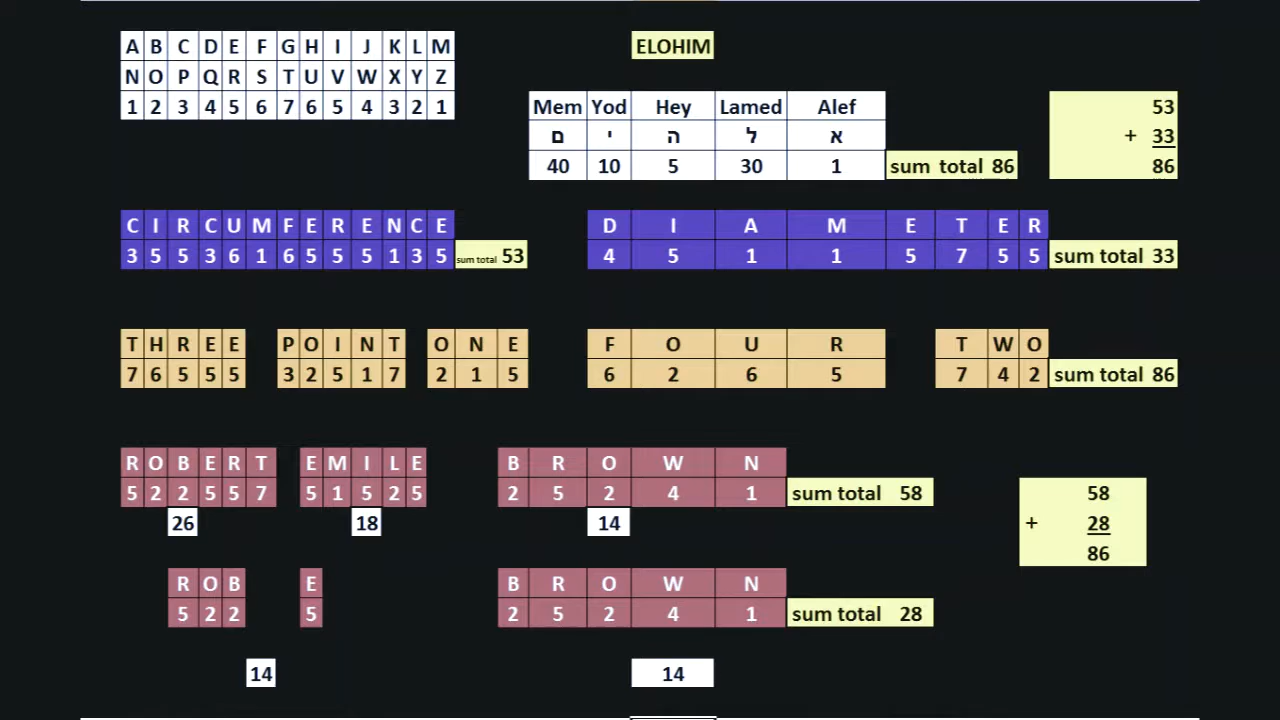 A B C D E F G H I J K L M
N O P Q R S T U V W X Y Z
1 2 3 4 5 6 7 6 5 4 3 2 1
ELOHIM
Mem Yod Hey Lamed Alef
ם י ה ל א
40 10 5 30 1 sum total 86
53
+ 33
86
C I R C U M F E R E N C E
3 5 5 3 6 1 6 5 5 5 1 3 5 sum total 53
D I A M E T E R
4 5 1 1 5 7 5 5 sum total 33
T H R E E P O I N T O N E F O U R T W O
7 6 5 5 5 3 2 5 1 7 2 1 5 6 2 6 5 7 4 2 sum total 86
R O B E R T E M I L E B R O W N
5 2 2 5 5 7 5 1 5 2 5 2 5 2 4 1 sum total 58
26 18 14
58
+ 28
86
R O B E B R O W N
5 2 2 5 2 5 2 4 1 sum total 28
14 14